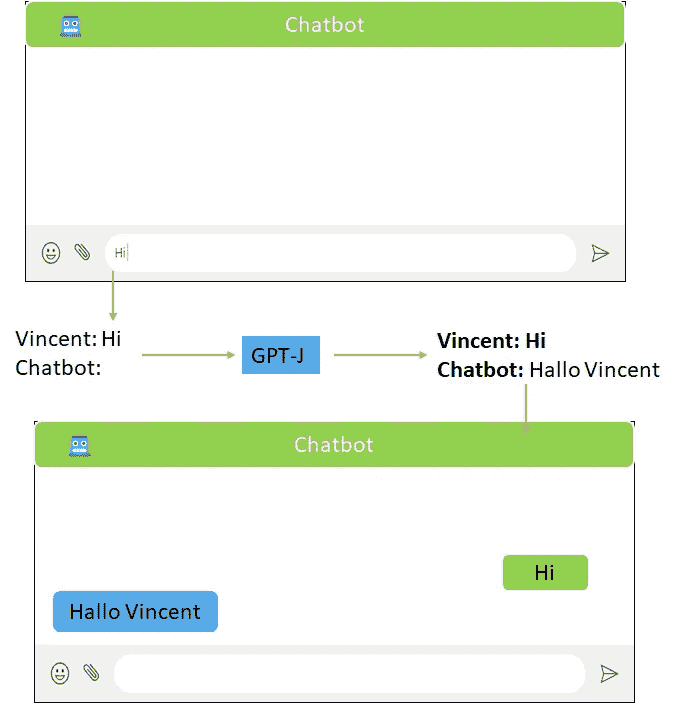 Chatbot
Hi
Vincent: Hi
Chatbot:
GPT-J
Vincent: Hi
Chatbot: Hallo Vincent
Chatbot
Hi
Hallo Vincent